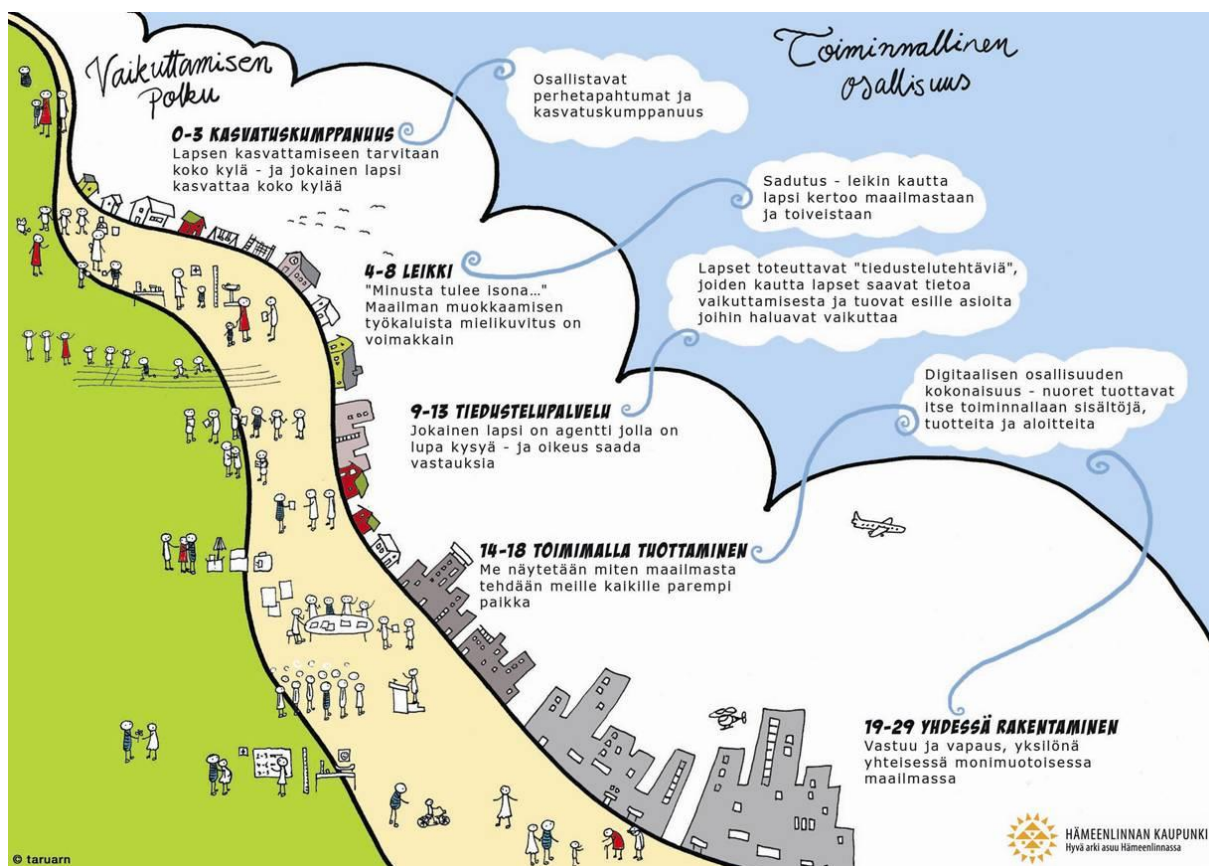 Vaikuttamisen
polku
Toiminnallinen
osallisuus
0-3 KASVATUSKUMPPANUUS
Lapsen kasvattamiseen tarvitaan
koko kylä - ja jokainen lapsi
kasvattaa koko kylää
Osallistavat
perhetapahtumat ja
kasvatuskumppanuus
4-8 LEIKKI
"Minusta tulee isona..."
Maailman muokkaamisen
työkaluista mielikuvitus on
voimakkain
Sadutus - leikin kautta
lapsi kertoo maailmastaan
ja toiveistaan
9-13 TIEDUSTELUPALVELU
Jokainen lapsi on agentti jolla on
lupa kysyä - ja oikeus saada
vastauksia
Lapset toteuttavat "tiedustelutehtäviä",
joiden kautta lapset saavat tietoa
vaikuttamisesta ja tuovat esille asioita
joihin haluavat vaikuttaa
14-18 TOIMIMALLA TUOTTAMINEN
Me näytetään miten maailmasta
tehdään meille kaikille parempi
paikka
Digitaalisen osallisuuden
kokonaisuus - nuoret tuottavat
itse toiminnallaan sisältöjä,
tuotteita ja aloitteita
19-29 YHDESSÄ RAKENTAMINEN
Vastuu ja vapaus, yksilönä
yhteisessä monimuotoisessa
maailmassa
HÄMEENLINNAN KAUPUNKI
Hyvä arki asuu Hämeenlinnassa
© taruarn